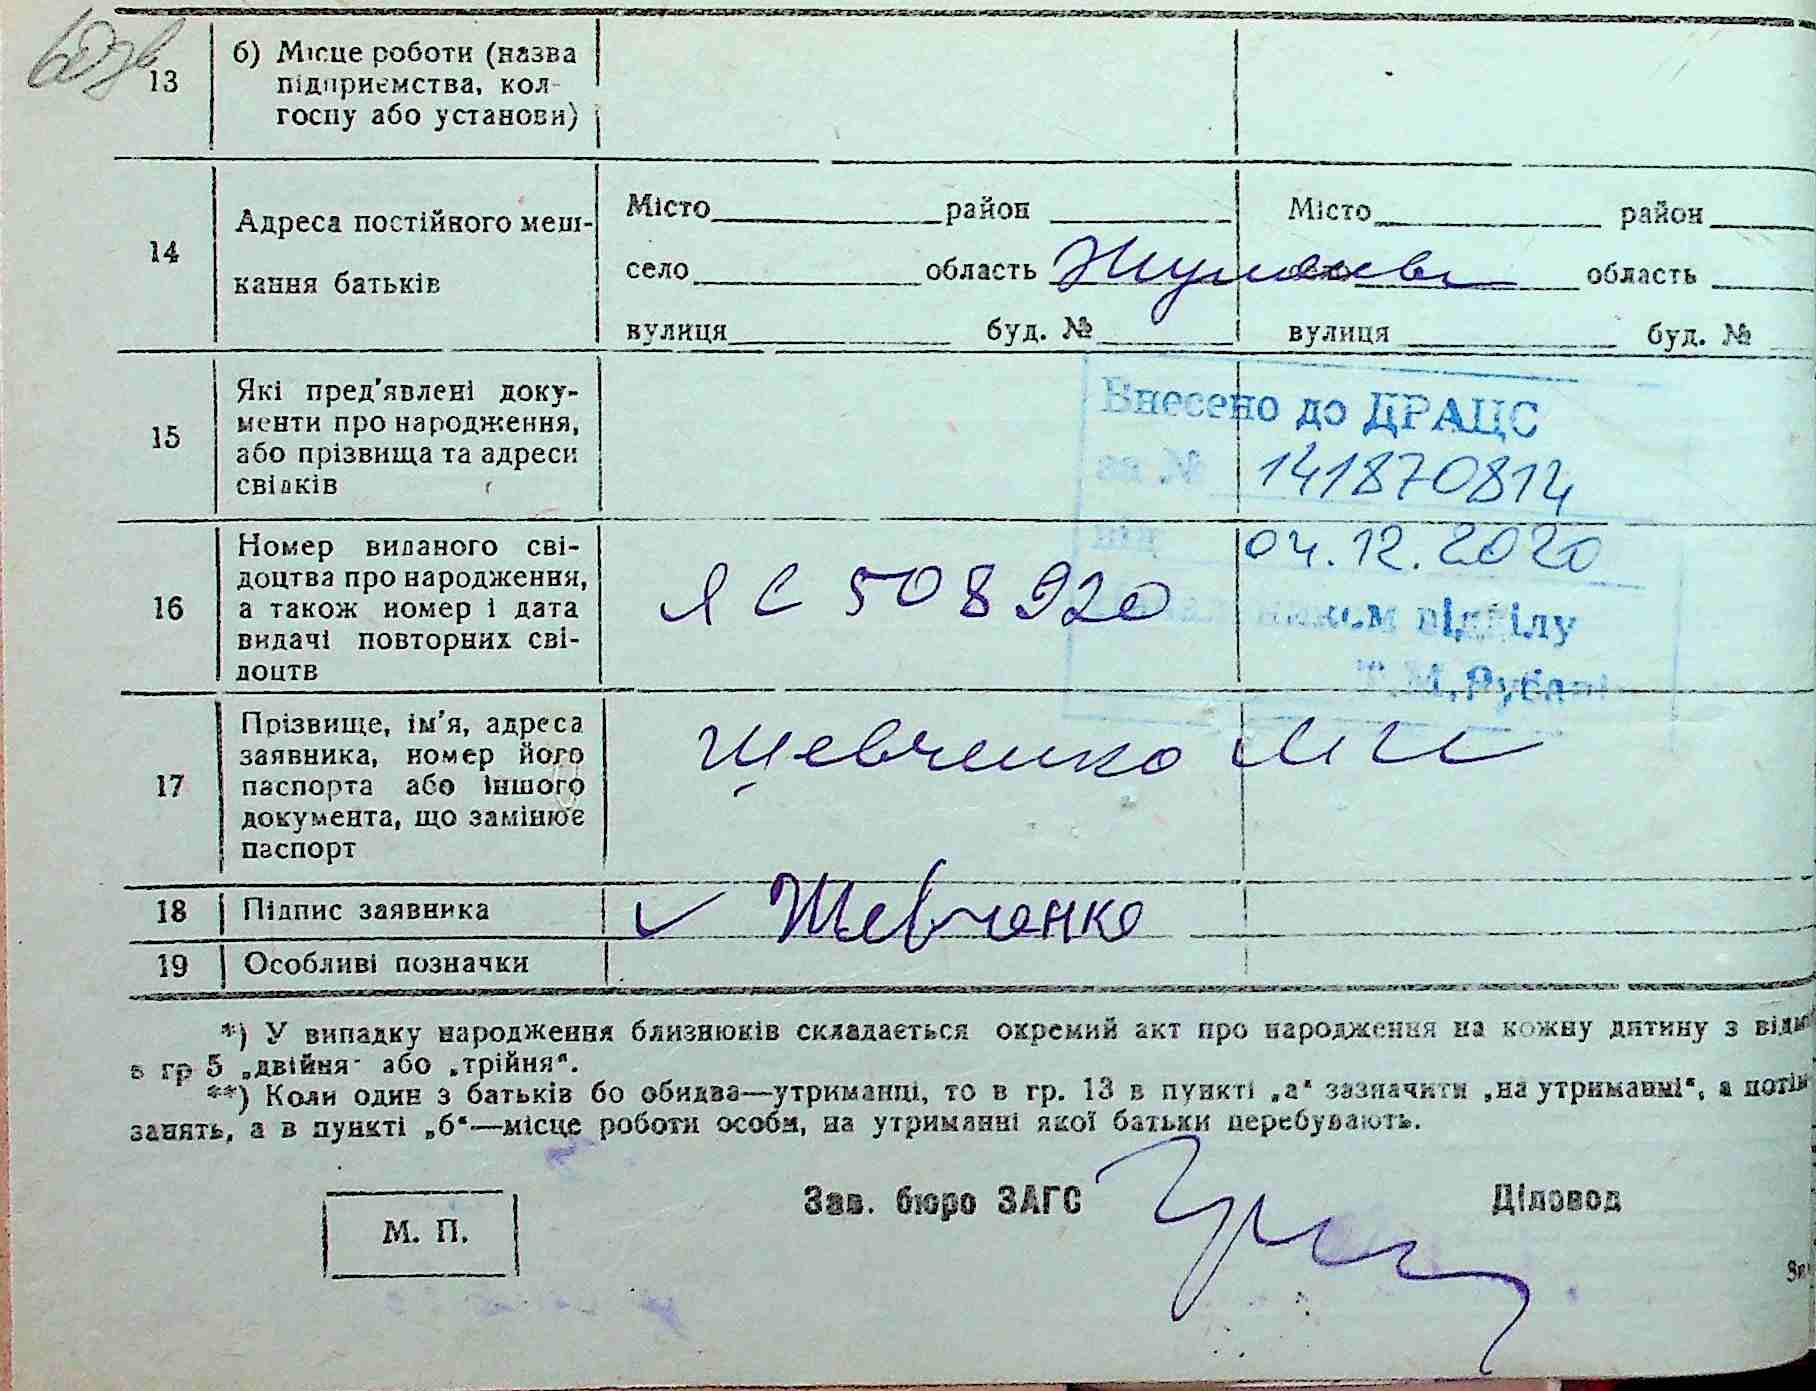 13
б) Місце роботи (назва
підприємства, кол-
госпу або установи)
14
Адреса постійного меш-
кання батьків
Місто район
село область
вулиця буд. №
Місто район
село область
вулиця буд. №
Жуляни
15
Які пред'явлені доку-
менти про народження,
або прізвища та адреси
свідків
Внесено до ДРАЦС
за № 141870814
від 04.12.2020
відділу
16
Номер виданого сві-
доцтва про народження,
а також номер і дата
видачі повторних сві-
доцтв
ЯС 508920
17
Прізвище, ім'я, адреса
заявника, номер його
паспорта або іншого
документа, що замінює
паспорт
Шевченко
18
Підпис заявника
Шевченко
19
Особливі позначки
*) У випадку народження близнюків складається окремий акт про народження на кожну дитину з
в гр 5 „двійня" або „трійня".
**) Коли один з батьків бо обидва—утриманці, то в гр. 13 в пункті „а" зазначити „на утриманні", а потім
занять, а в пункті „б"—місце роботи особи, на утриманні якої батьки перебувають.
М. П.
Зав. бюро ЗАГС
Діловод